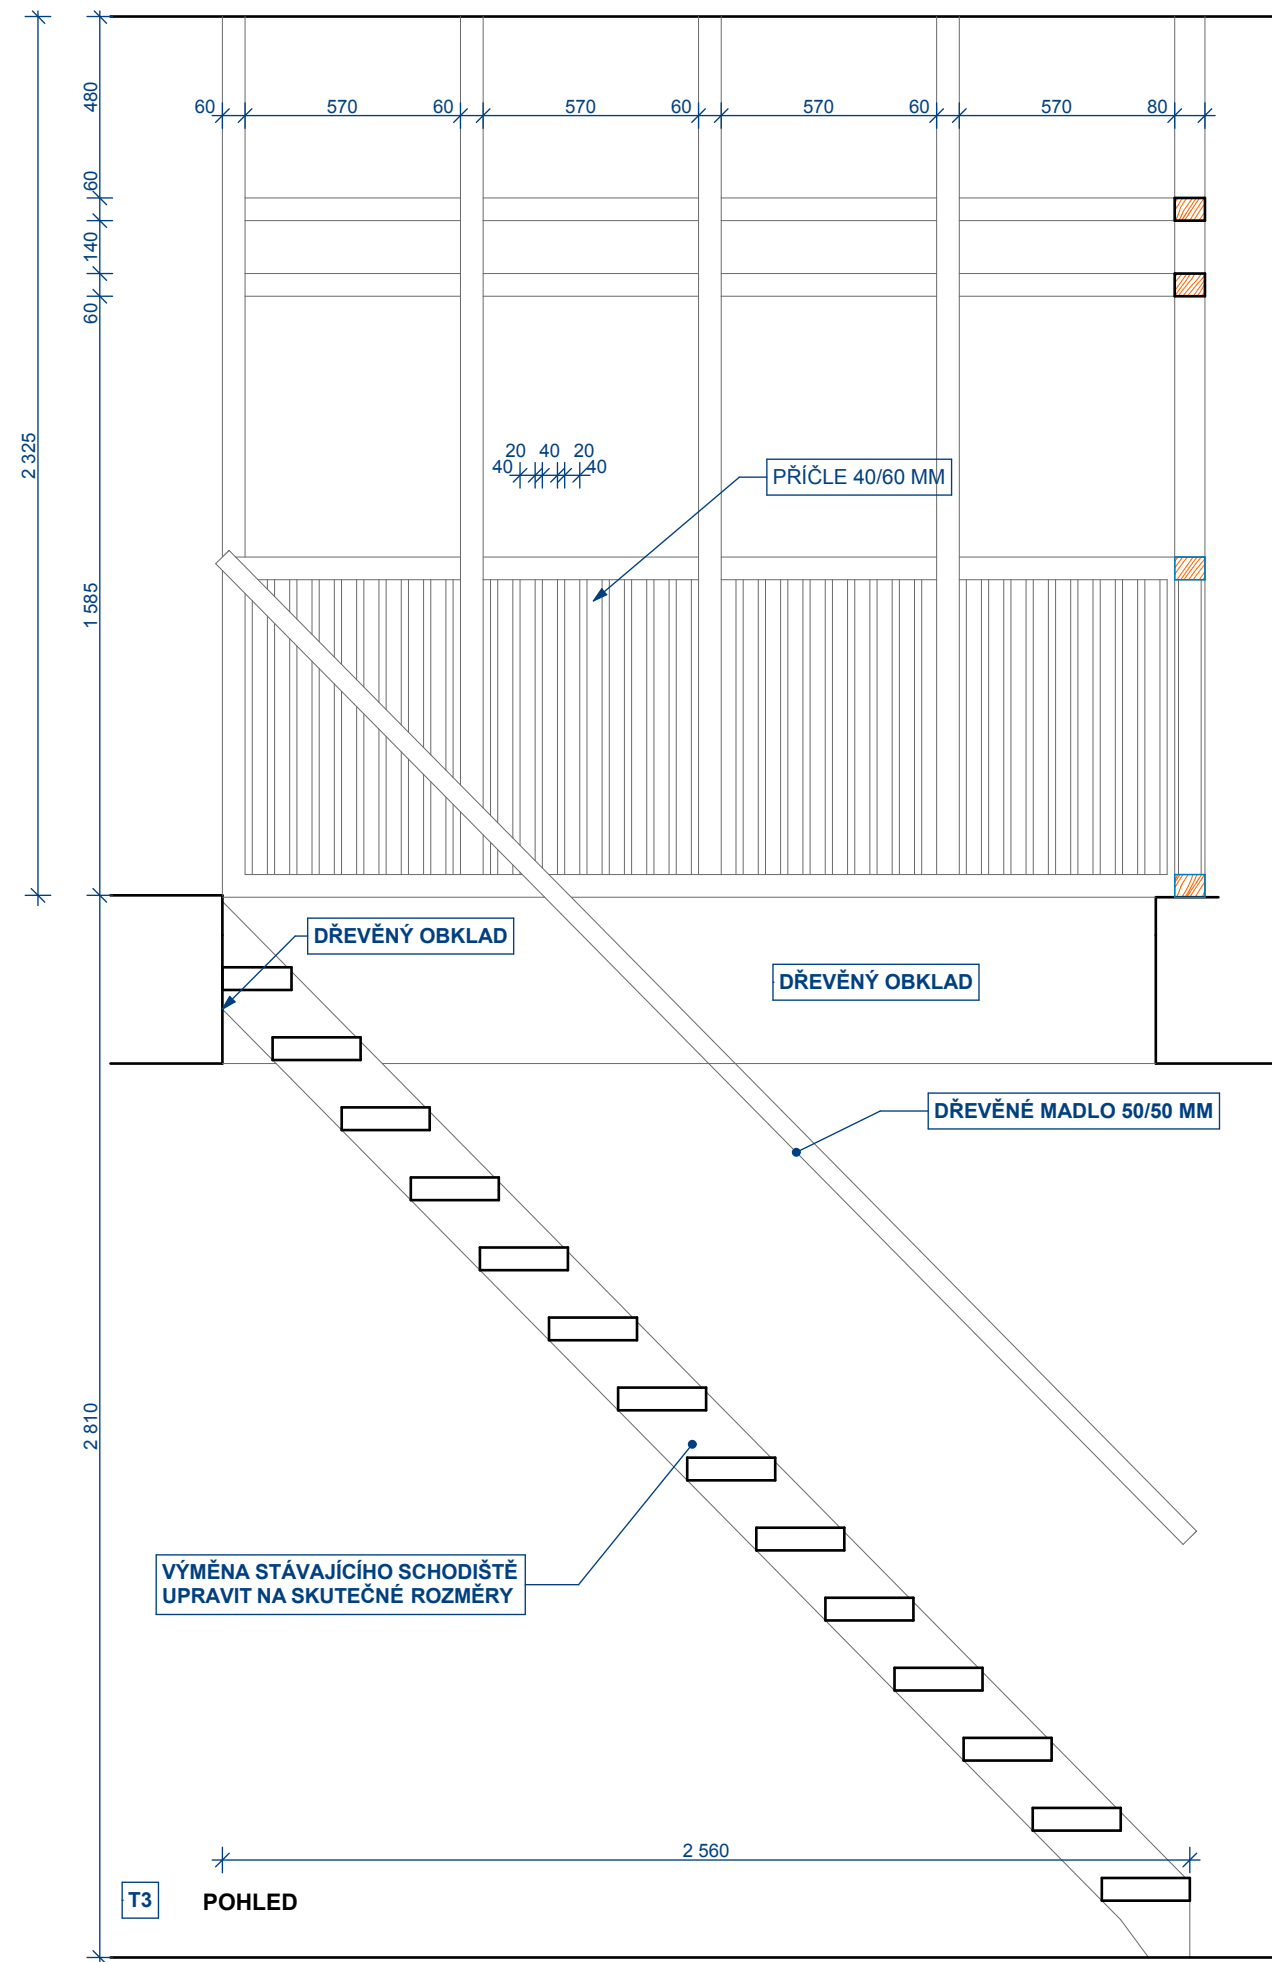 480
60 570 60 570 60 570 60 570 80
60
140
60
2 325
20 40 20
40 40
PŘÍČLE 40/60 MM
1 585
DŘEVĚNÝ OBKLAD
DŘEVĚNÝ OBKLAD
DŘEVĚNÉ MADLO 50/50 MM
2 810
VÝMĚNA STÁVAJÍCÍHO SCHODIŠTĚ
UPRAVIT NA SKUTEČNÉ ROZMĚRY
2 560
T3 POHLED